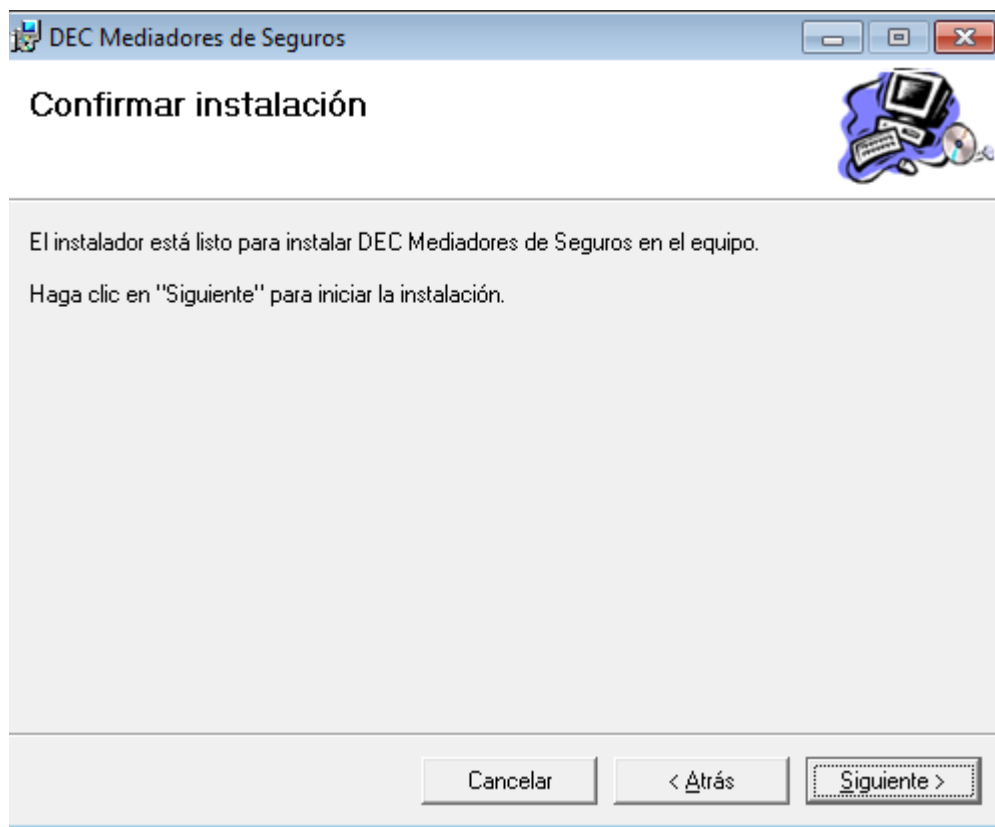 DEC Mediadores de Seguros
Confirmar instalación
El instalador está listo para instalar DEC Mediadores de Seguros en el equipo.
Haga clic en "Siguiente" para iniciar la instalación.
Cancelar
< Atrás
Siguiente >